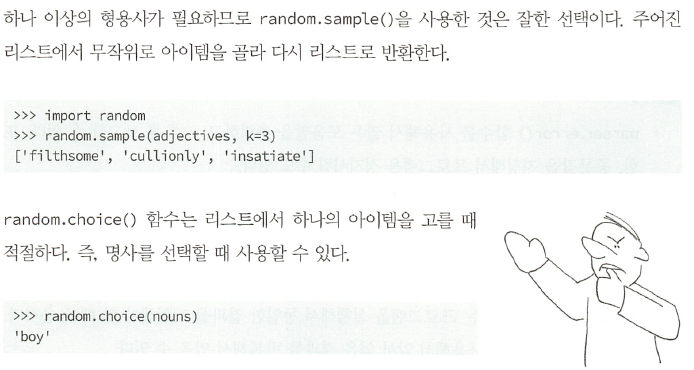 하나 이상의 형용사가 필요하므로 random.sample()을 사용한 것은 잘한 선택이다. 주어진
리스트에서 무작위로 아이템을 골라 다시 리스트로 반환한다.
>>> import random
>>> random.sample(adjectives, k=3)
['filthsome', 'cullionly', 'insatiate']
random.choice() 함수는 리스트에서 하나의 아이템을 고를 때
적절하다. 즉, 명사를 선택할 때 사용할 수 있다.
>>> random.choice(nouns)
'boy'